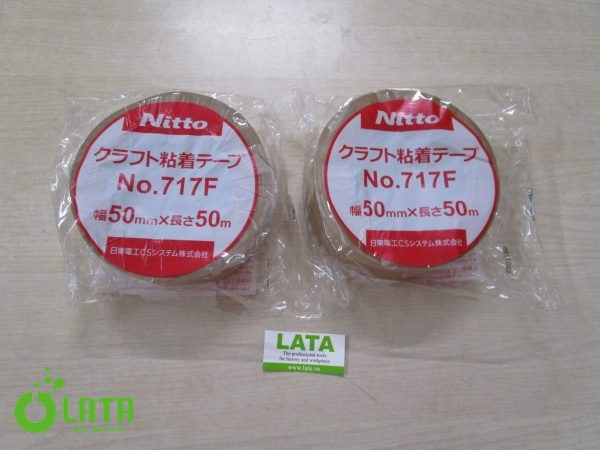 Nitto
クラフト粘着テープ
No.717F
幅50mm×長さ50m
日東電工CSシステム株式会社
Nitto
クラフト粘着テープ
No.717F
幅50mm×長さ50m
日東電工CSシステム株式会社
LATA
The professional tools
for factory and workplace
www.lata.vn
LATA